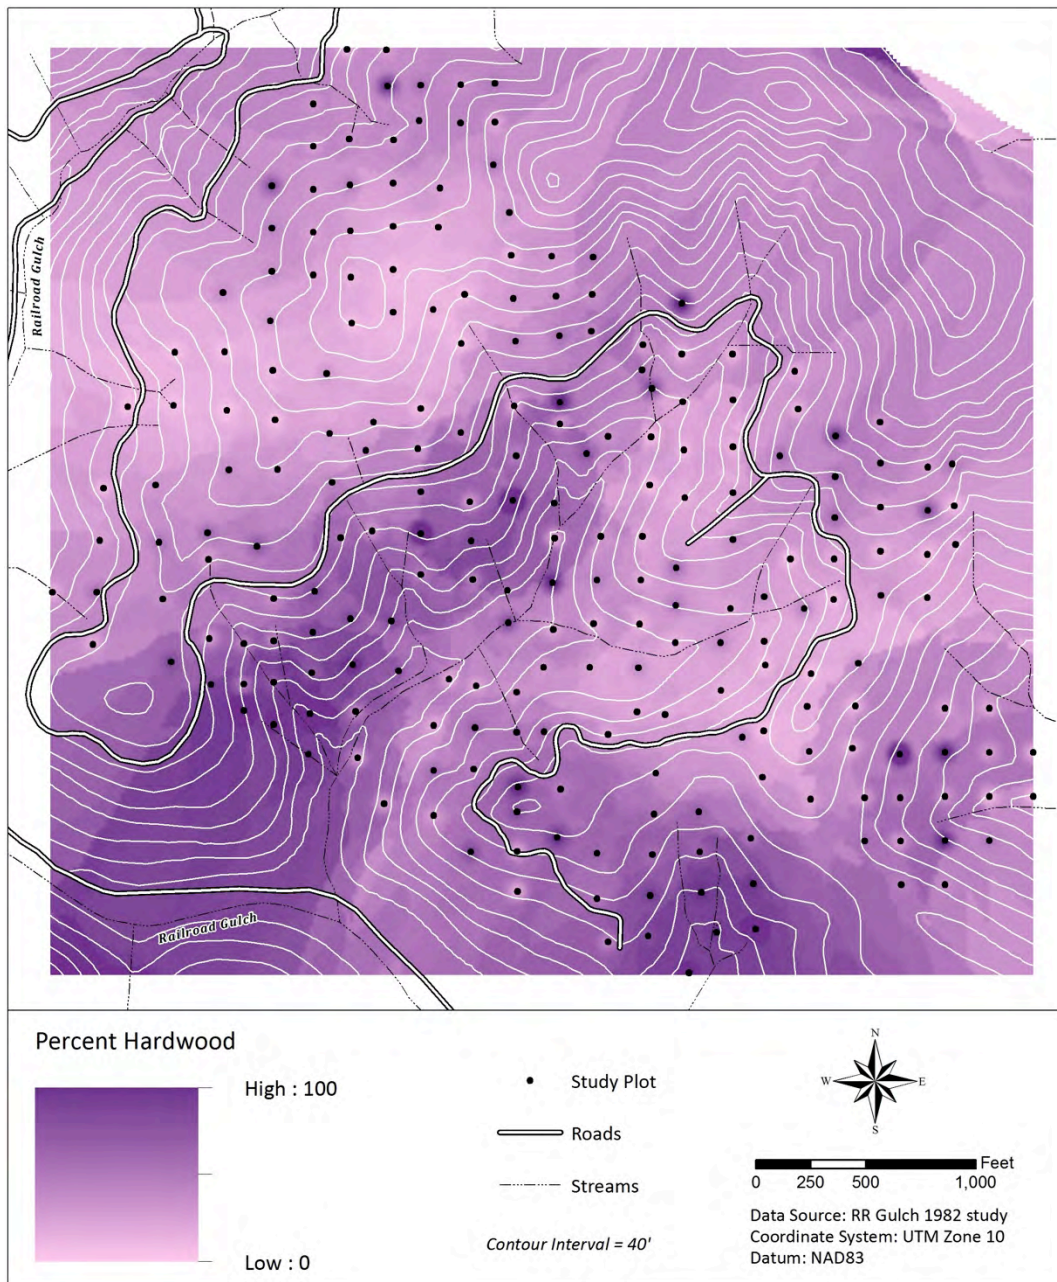 Railroad Gulch
Railroad Gulch
Percent Hardwood
High : 100
Low : 0
Study Plot
Roads
Streams
Contour Interval = 40'
N
W
E
S
Feet
0 250 500 1,000
Data Source: RR Gulch 1982 study
Coordinate System: UTM Zone 10
Datum: NAD83